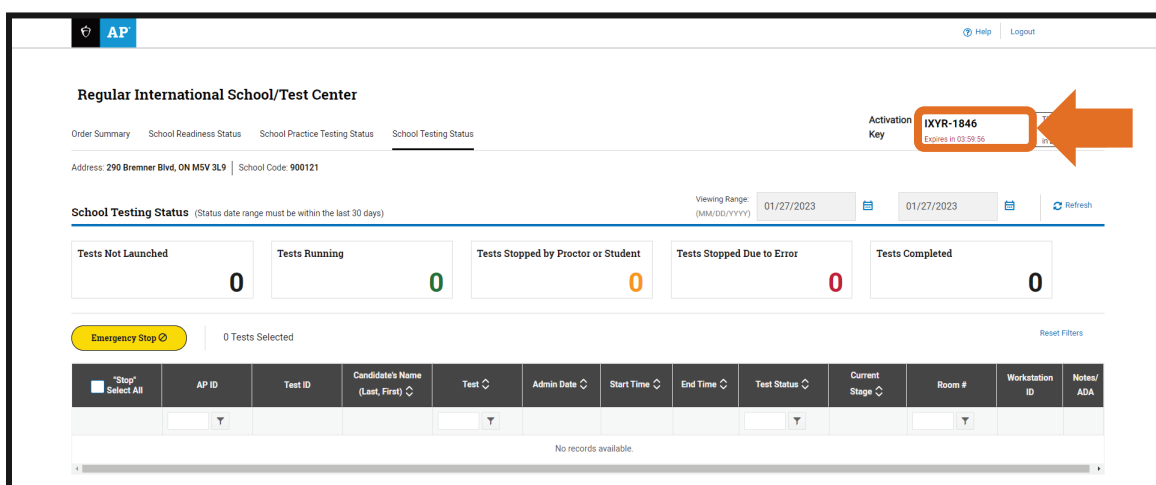 AP
Help Logout
Regular International School/Test Center
Order Summary School Readiness Status School Practice Testing Status School Testing Status
Activation
Key
IXYR-1846
Expires in 03:59:56
Address: 290 Bremner Blvd, ON M5V 3L9 School Code: 900121
School Testing Status (Status date range must be within the last 30 days)
Viewing Range:
(MM/DD/YYYY)
01/27/2023
01/27/2023
Refresh
Tests Not Launched
0
Tests Running
0
Tests Stopped by Proctor or Student
0
Tests Stopped Due to Error
0
Tests Completed
0
Emergency Stop
0 Tests Selected
Reset Filters
"Stop"
Select All
AP ID
Test ID
Candidate's Name
(Last, First)
Test
Admin Date
Start Time
End Time
Test Status
Current
Stage
Room #
Workstation
ID
Notes/
ADA
No records available.